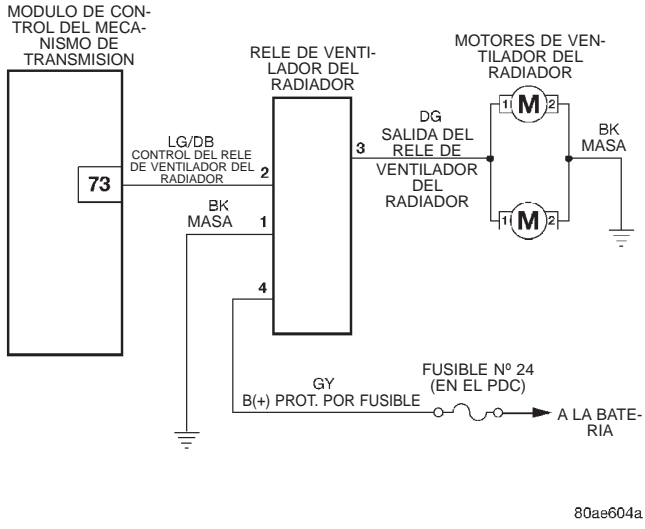 MODULO DE CON-
TROL DEL MECA-
NISMO DE
TRANSMISION
RELE DE VENTI-
LADOR DEL
RADIADOR
MOTORES DE VEN-
TILADOR DEL
RADIADOR
1 M 2
DG
SALIDA DEL
RELE DE
VENTILADOR
DEL
RADIADOR
BK
MASA
LG/DB
CONTROL DEL RELE
DE VENTILADOR DEL
RADIADOR
73
2
3
BK
MASA
1
1 M 2
4
GY
B(+) PROT. POR FUSIBLE
FUSIBLE Nº 24
(EN EL PDC)
A LA BATE-
RIA
80ae604a